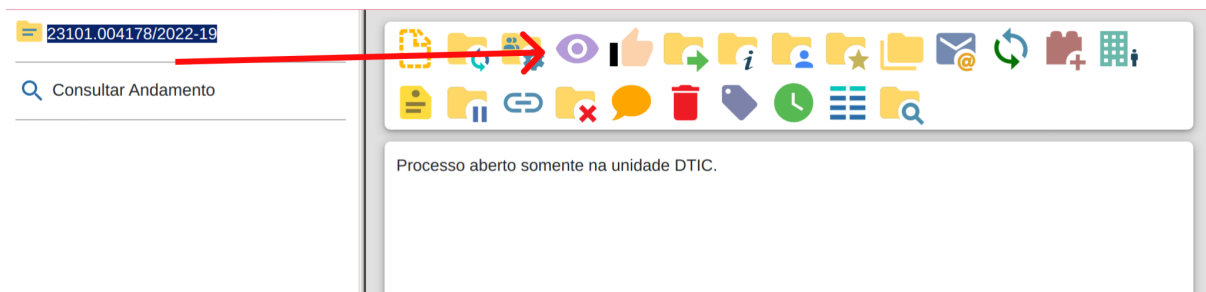 23101.004178/2022-19
Consultar Andamento
Processo aberto somente na unidade DTIC.